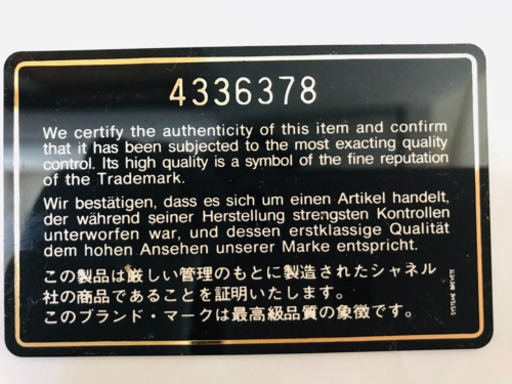 4336378
We certify the authenticity of this item and confirm
that it has been subjected to the most exacting quality
control. Its high quality is a symbol of the fine reputation
of the Trademark.
Wir bestätigen, dass es sich um einen Artikel handelt,
der während seiner Herstellung strengsten Kontrollen
unterworfen war, und dessen erstklassige Qualität
dem hohen Ansehen unserer Marke entspricht.
この製品は厳しい管理のもとに製造されたシャネル
社の商品であることを証明いたします。
このブランド・マークは最高級品質の象徴です。